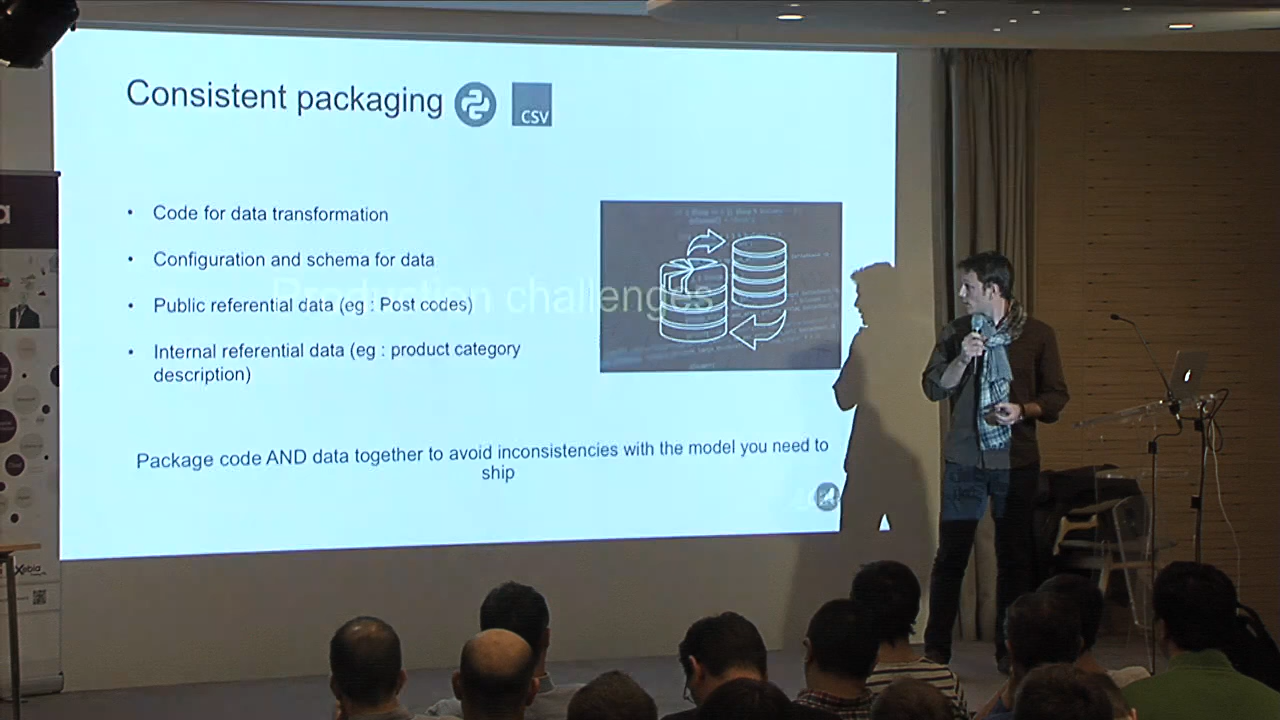 Consistent packaging
CSV
• Code for data transformation
• Configuration and schema for data
• Public referential data (eg : Post codes)
• Internal referential data (eg : product category
description)
Production challenges
Package code AND data together to avoid inconsistencies with the model you need to
ship
Xebia